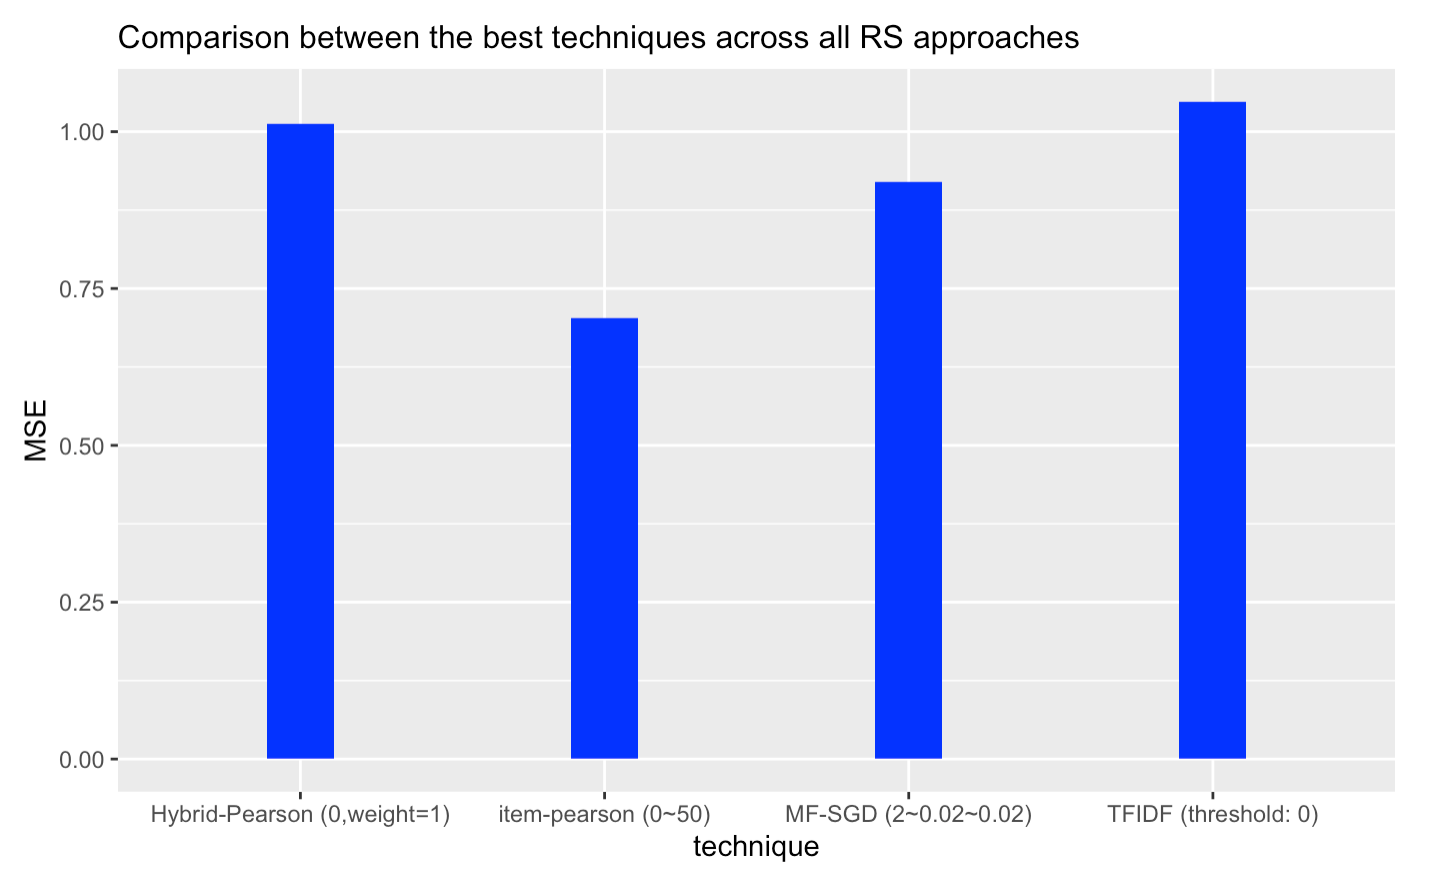 Comparison between the best techniques across all RS approaches
1.00
0.75
0.50
0.25
0.00
MSE
Hybrid-Pearson (0,weight=1)
item-pearson (0~50)
MF-SGD (2~0.02~0.02)
TFIDF (threshold: 0)
technique